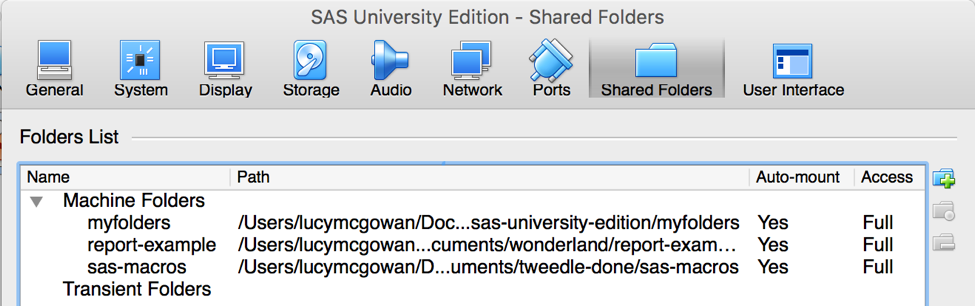 SAS University Edition - Shared Folders
General System Display Storage Audio Network Ports Shared Folders User Interface
Folders List
Name Path Auto-mount Access
Machine Folders
myfolders /Users/lucymcgowan/Doc...sas-university-edition/myfolders Yes Full
report-example /Users/lucymcgowan...cuments/wonderland/report-exam... Yes Full
sas-macros /Users/lucymcgowan/D...uments/tweedle-done/sas-macros Yes Full
Transient Folders